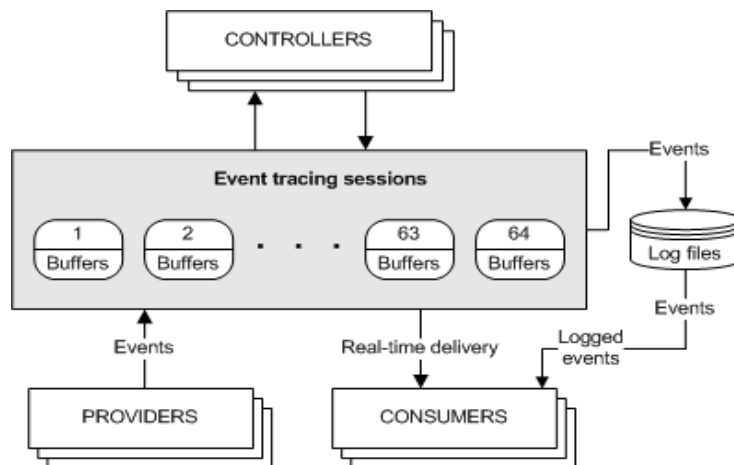 CONTROLLERS
Event tracing sessions
1
Buffers
2
Buffers
. . .
63
Buffers
64
Buffers
Events
Log files
Events
Logged
events
Events
Real-time delivery
PROVIDERS
CONSUMERS